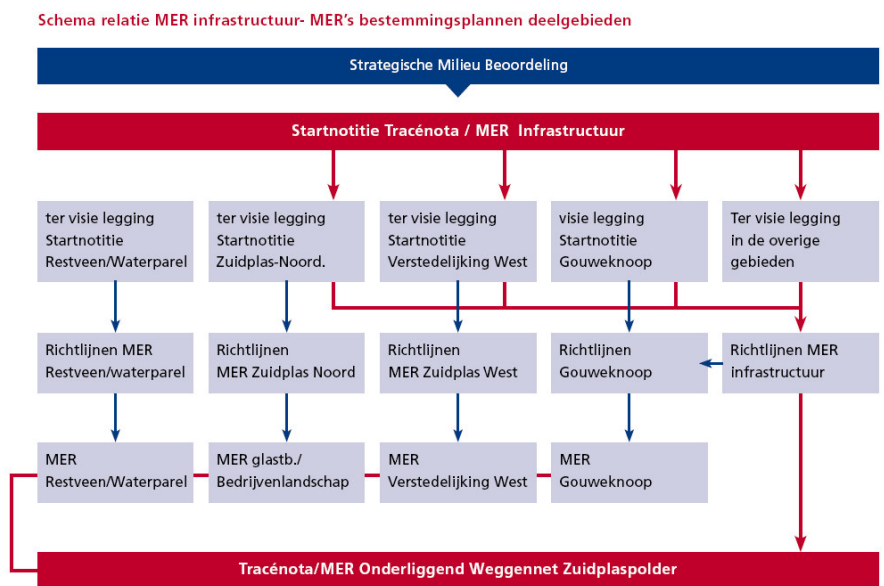 Schema relatie MER infrastructuur- MER's bestemmingsplannen deelgebieden
Strategische Milieu Beoordeling
Startnotitie Tracénota / MER Infrastructuur
ter visie legging
Startnotitie
Restveen/Waterparel
ter visie legging
Startnotitie
Zuidplas-Noord.
ter visie legging
Startnotitie
Verstedelijking West
visie legging
Startnotitie
Gouweknoop
Ter visie legging
in de overige
gebieden
Richtlijnen MER
Restveen/waterparel
Richtlijnen
MER Zuidplas Noord
Richtlijnen
MER Zuidplas West
Richtlijnen
Gouweknoop
Richtlijnen MER
infrastructuur
MER
Restveen/Waterparel
MER glastb./
Bedrijvenlandschap
MER
Verstedelijking West
MER
Gouweknoop
Tracénota/MER Onderliggend Weggennet Zuidplaspolder